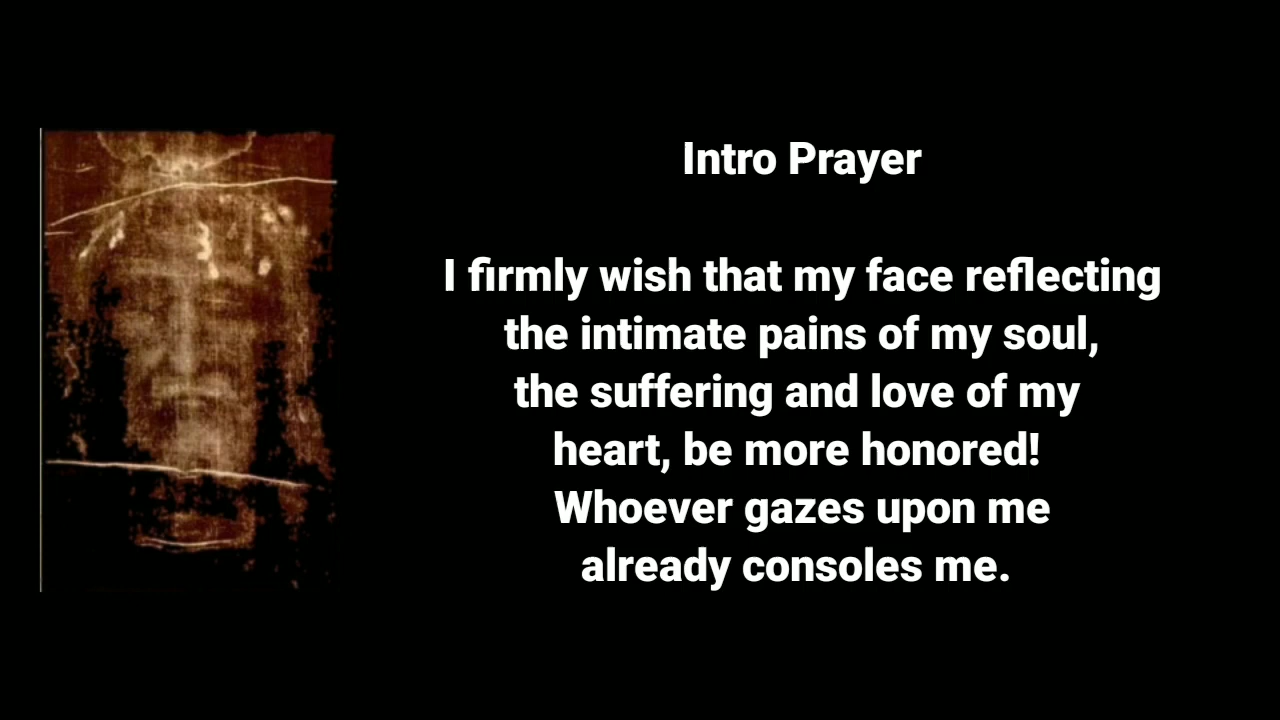 Intro Prayer
I firmly wish that my face reflecting
the intimate pains of my soul,
the suffering and love of my
heart, be more honored!
Whoever gazes upon me
already consoles me.